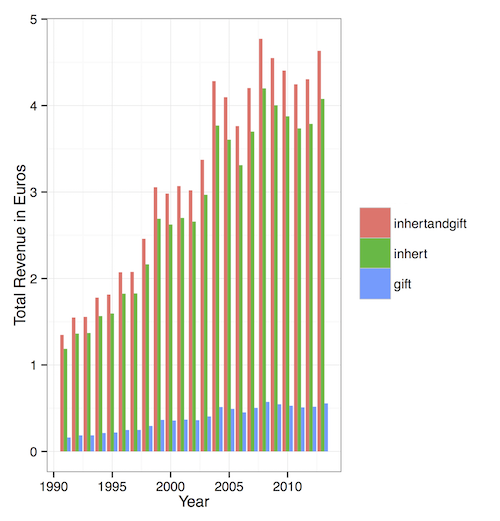 5
4
3
2
1
0
Total Revenue in Euros
1990 1995 2000 2005 2010
Year
inhertandgift
inhert
gift